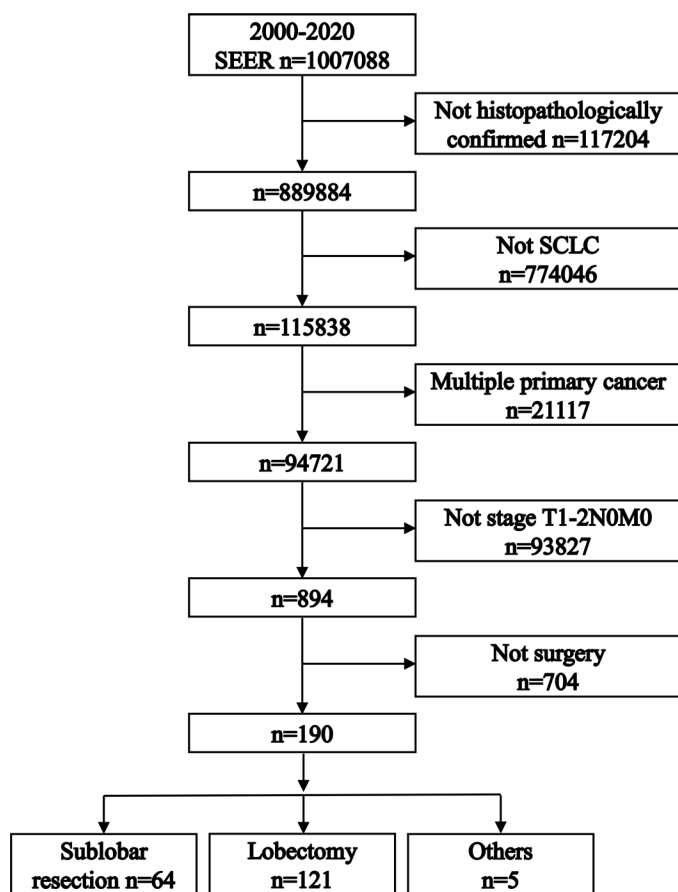 2000-2020
SEER n=1007088
Not histopathologically
confirmed n=117204
n=889884
Not SCLC
n=774046
n=115838
Multiple primary cancer
n=21117
n=94721
Not stage T1-2N0M0
n=93827
n=894
Not surgery
n=704
n=190
Sublobar
resection n=64
Lobectomy
n=121
Others
n=5